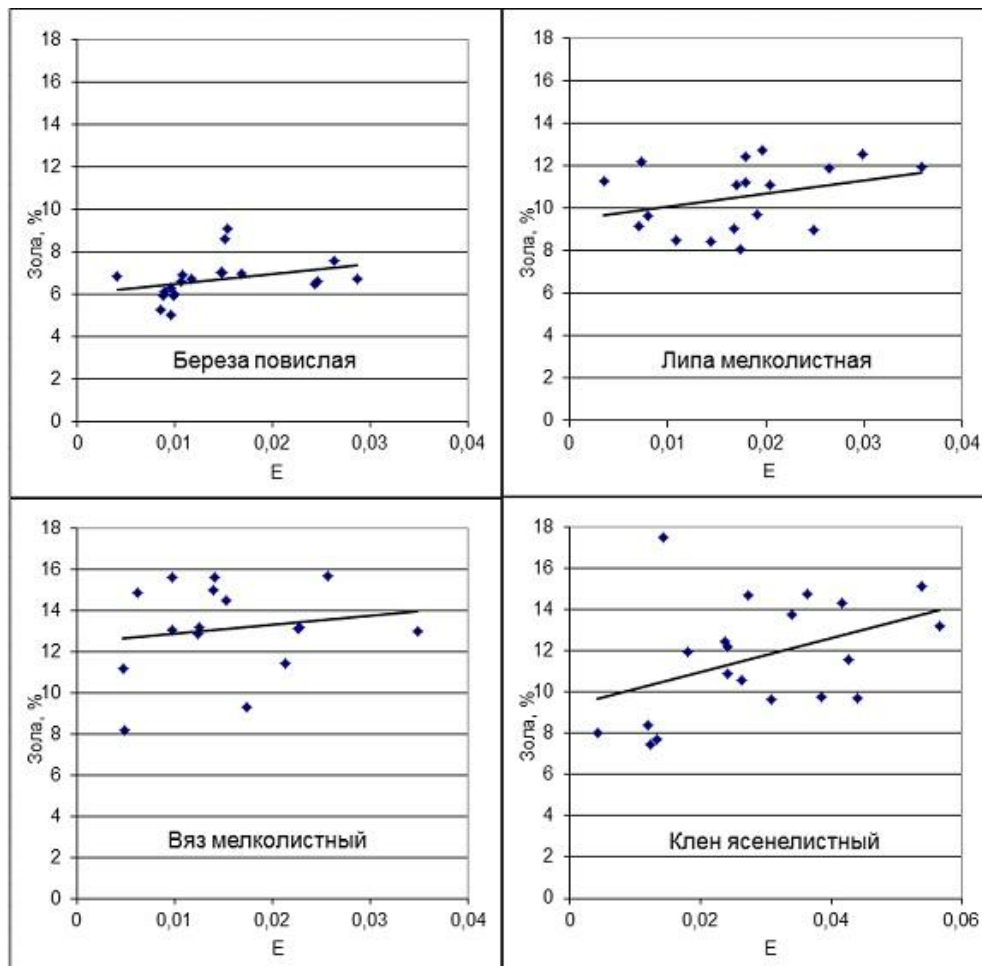 18
16
14
12
10
8
6
4
2
0
Зола, %
Береза повислая
0 0,01 0,02 0,03 0,04
Е
18
16
14
12
10
8
6
4
2
0
Зола, %
Липа мелколистная
0 0,01 0,02 0,03 0,04
Е
18
16
14
12
10
8
6
4
2
0
Зола, %
Вяз мелколистный
0 0,01 0,02 0,03 0,04
Е
18
16
14
12
10
8
6
4
2
0
Зола, %
Клен ясенелистный
0 0,02 0,04 0,06
Е